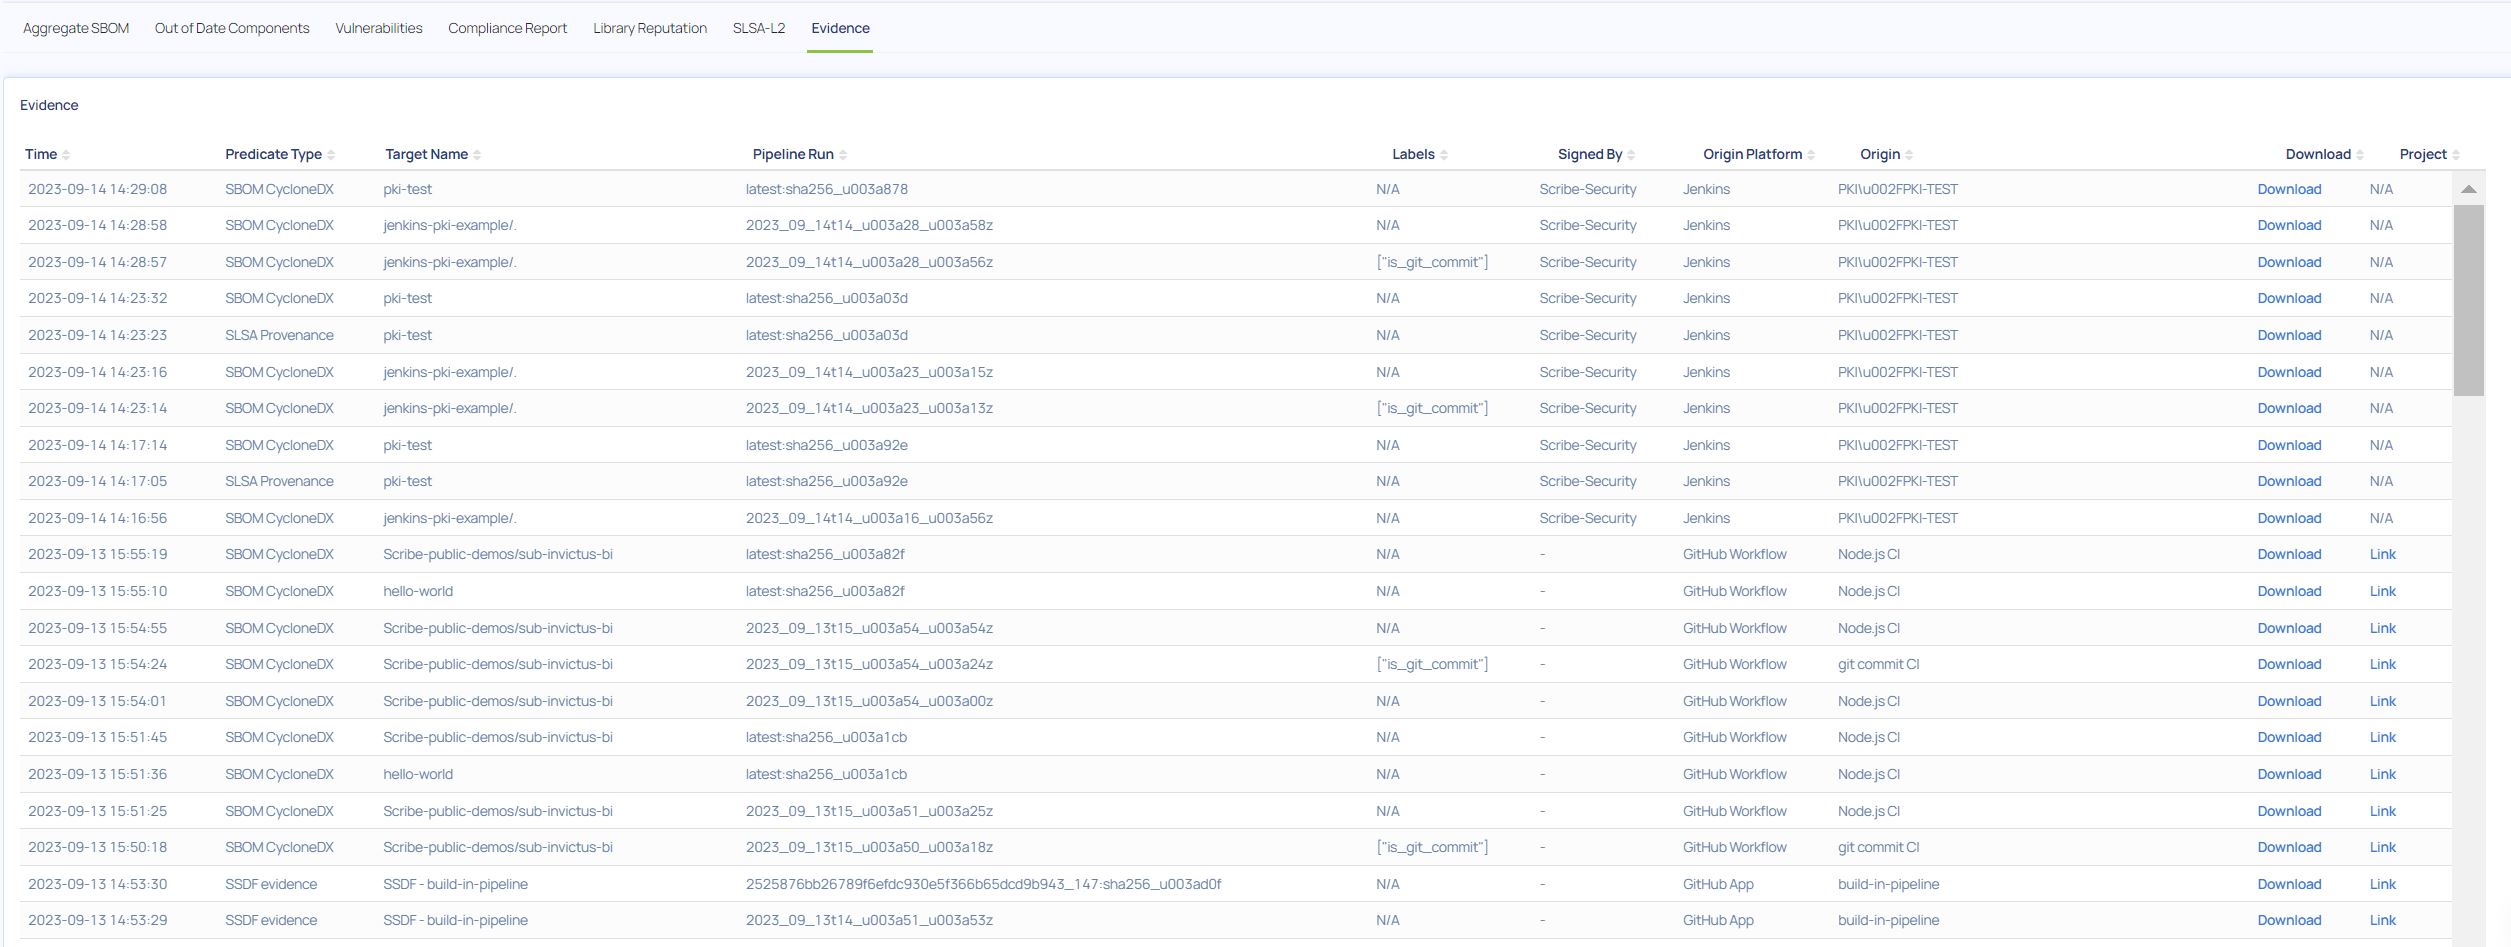 Aggregate SBOM Out of Date Components Vulnerabilities Compliance Report Library Reputation SLSA-L2 Evidence
Evidence
Time Predicate Type Target Name Pipeline Run Labels Signed By Origin Platform Origin Download Project
2023-09-14 14:29:08 SBOM CycloneDX pki-test latest:sha256_u003a878 N/A Scribe-Security Jenkins PKI\u002FPKI-TEST Download N/A
2023-09-14 14:28:58 SBOM CycloneDX jenkins-pki-example/. 2023_09_14t14_u003a28_u003a58z N/A Scribe-Security Jenkins PKI\u002FPKI-TEST Download N/A
2023-09-14 14:28:57 SBOM CycloneDX jenkins-pki-example/. 2023_09_14t14_u003a28_u003a56z ["is_git_commit"] Scribe-Security Jenkins PKI\u002FPKI-TEST Download N/A
2023-09-14 14:23:32 SBOM CycloneDX pki-test latest:sha256_u003a03d N/A Scribe-Security Jenkins PKI\u002FPKI-TEST Download N/A
2023-09-14 14:23:23 SLSA Provenance pki-test latest:sha256_u003a03d N/A Scribe-Security Jenkins PKI\u002FPKI-TEST Download N/A
2023-09-14 14:23:16 SBOM CycloneDX jenkins-pki-example/. 2023_09_14t14_u003a23_u003a15z N/A Scribe-Security Jenkins PKI\u002FPKI-TEST Download N/A
2023-09-14 14:23:14 SBOM CycloneDX jenkins-pki-example/. 2023_09_14t14_u003a23_u003a13z ["is_git_commit"] Scribe-Security Jenkins PKI\u002FPKI-TEST Download N/A
2023-09-14 14:17:14 SBOM CycloneDX pki-test latest:sha256_u003a92e N/A Scribe-Security Jenkins PKI\u002FPKI-TEST Download N/A
2023-09-14 14:17:05 SLSA Provenance pki-test latest:sha256_u003a92e N/A Scribe-Security Jenkins PKI\u002FPKI-TEST Download N/A
2023-09-14 14:16:56 SBOM CycloneDX jenkins-pki-example/. 2023_09_14t14_u003a16_u003a56z N/A Scribe-Security Jenkins PKI\u002FPKI-TEST Download N/A
2023-09-13 15:55:19 SBOM CycloneDX Scribe-public-demos/sub-invictus-bi latest:sha256_u003a82f N/A - GitHub Workflow Node.js CI Download Link
2023-09-13 15:55:10 SBOM CycloneDX hello-world latest:sha256_u003a82f N/A - GitHub Workflow Node.js CI Download Link
2023-09-13 15:54:55 SBOM CycloneDX Scribe-public-demos/sub-invictus-bi 2023_09_13t15_u003a54_u003a54z N/A - GitHub Workflow Node.js CI Download Link
2023-09-13 15:54:24 SBOM CycloneDX Scribe-public-demos/sub-invictus-bi 2023_09_13t15_u003a54_u003a24z ["is_git_commit"] - GitHub Workflow git commit CI Download Link
2023-09-13 15:54:01 SBOM CycloneDX Scribe-public-demos/sub-invictus-bi 2023_09_13t15_u003a54_u003a00z N/A - GitHub Workflow Node.js CI Download Link
2023-09-13 15:51:45 SBOM CycloneDX Scribe-public-demos/sub-invictus-bi latest:sha256_u003a1cb N/A - GitHub Workflow Node.js CI Download Link
2023-09-13 15:51:36 SBOM CycloneDX hello-world latest:sha256_u003a1cb N/A - GitHub Workflow Node.js CI Download Link
2023-09-13 15:51:25 SBOM CycloneDX Scribe-public-demos/sub-invictus-bi 2023_09_13t15_u003a51_u003a25z N/A - GitHub Workflow Node.js CI Download Link
2023-09-13 15:50:18 SBOM CycloneDX Scribe-public-demos/sub-invictus-bi 2023_09_13t15_u003a50_u003a18z ["is_git_commit"] - GitHub Workflow git commit CI Download Link
2023-09-13 14:53:30 SSDF evidence SSDF - build-in-pipeline 2525876bb26789f6efdc930e5f366b65dcd9b943_147:sha256_u003ad0f N/A - GitHub App build-in-pipeline Download Link
2023-09-13 14:53:29 SSDF evidence SSDF - build-in-pipeline 2023_09_13t14_u003a51_u003a53z N/A - GitHub App build-in-pipeline Download Link